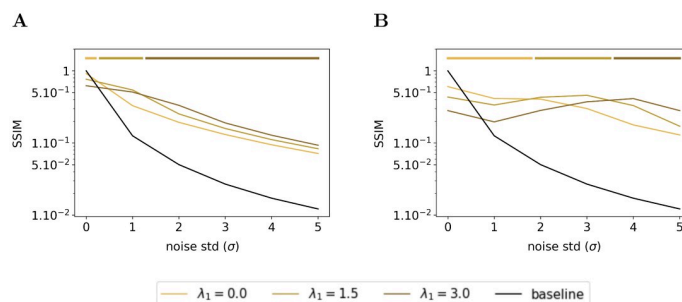 A
B
SSIM
1
5.10⁻¹
1.10⁻¹
5.10⁻²
1.10⁻²
0 1 2 3 4 5
noise std (σ)
SSIM
1
5.10⁻¹
1.10⁻¹
5.10⁻²
1.10⁻²
0 1 2 3 4 5
noise std (σ)
λ₁ = 0.0 λ₁ = 1.5 λ₁ = 3.0 baseline